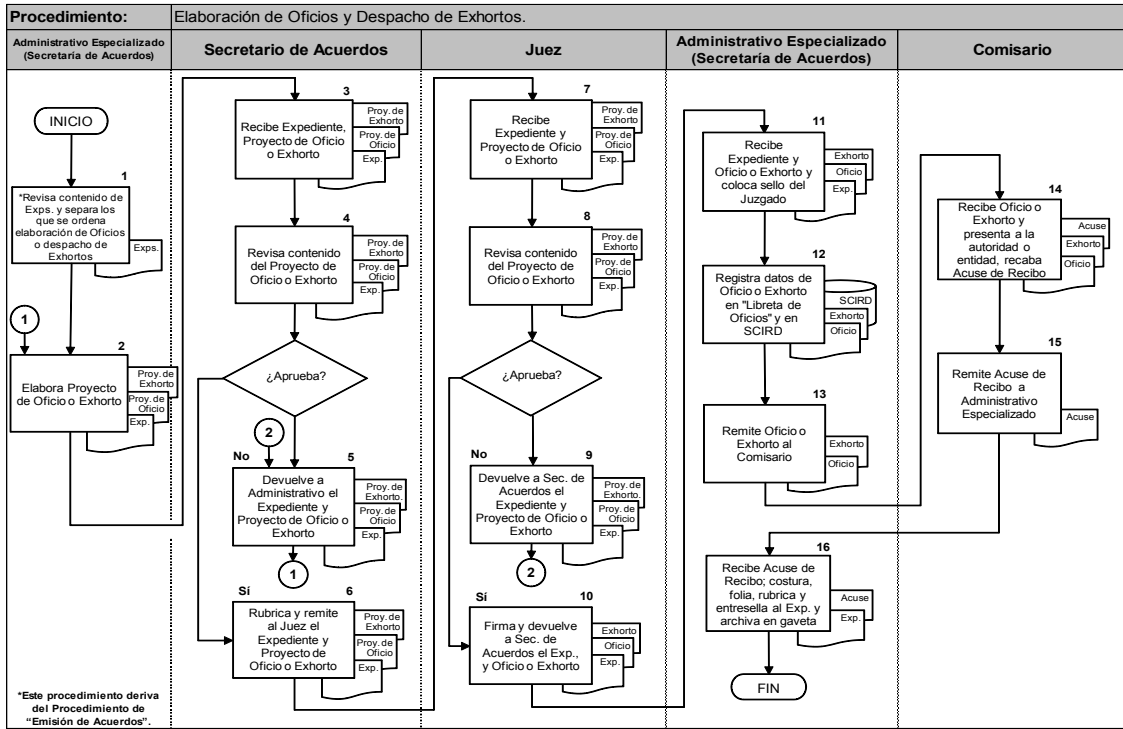 Procedimiento: Elaboración de Oficios y Despacho de Exhortos.
Administrativo Especializado
(Secretaría de Acuerdos)
Secretario de Acuerdos
Juez
Administrativo Especializado
(Secretaría de Acuerdos)
Comisario
INICIO
1
*Revisa contenido de
Exps. y separa los
que se ordena
elaboración de Oficios
o despacho de
Exhortos
Exps.
1
2
Elabora Proyecto
de Oficio o Exhorto
Proy. de
Exhorto
Proy. de
Oficio
Exp.
*Este procedimiento deriva
del Procedimiento de
“Emisión de Acuerdos”.
3
Recibe Expediente,
Proyecto de Oficio
o Exhorto
Proy. de
Exhorto
Proy. de
Oficio
Exp.
4
Revisa contenido
del Proyecto de
Oficio o Exhorto
Proy. de
Exhorto
Proy. de
Oficio
Exp.
¿Aprueba?
2
No
5
Devuelve a
Administrativo el
Expediente y
Proyecto de Oficio o
Exhorto
Proy. de
Exhorto.
Proy. de
Oficio
Exp.
1
Sí
6
Rubrica y remite
al Juez el
Expediente y
Proyecto de
Oficio o Exhorto
Proy. de
Exhorto
Proy. de
Oficio
Exp.
7
Recibe
Expediente y
Proyecto de Oficio
o Exhorto
Proy. de
Exhorto
Proy. de
Oficio
Exp.
8
Revisa contenido
del Proyecto de
Oficio o Exhorto
Proy. de
Exhorto
Proy. de
Oficio
Exp.
¿Aprueba?
No
9
Devuelve a Sec. de
Acuerdos el
Expediente y
Proyecto de Oficio o
Exhorto
Proy. de
Exhorto.
Proy. de
Oficio
Exp.
2
Sí
10
Firma y devuelve
a Sec. de
Acuerdos el Exp.,
y Oficio o Exhorto
Exhorto
Oficio
Exp.
11
Recibe
Expediente y
Oficio o Exhorto y
coloca sello del
Juzgado
Exhorto
Oficio
Exp.
12
Registra datos de
Oficio o Exhorto
en "Libreta de
Oficios" y en
SCIRD
SCIRD
Exhorto
Oficio
13
Remite Oficio o
Exhorto al
Comisario
Exhorto
Oficio
14
Recibe Oficio o
Exhorto y
presenta a la
autoridad o
entidad, recaba
Acuse de Recibo
Acuse
Exhorto
Oficio
15
Remite Acuse de
Recibo a
Administrativo
Especializado
Acuse
16
Recibe Acuse de
Recibo; costura,
folia, rubrica y
entresella al Exp. y
archiva en gaveta
Acuse
Exp.
FIN